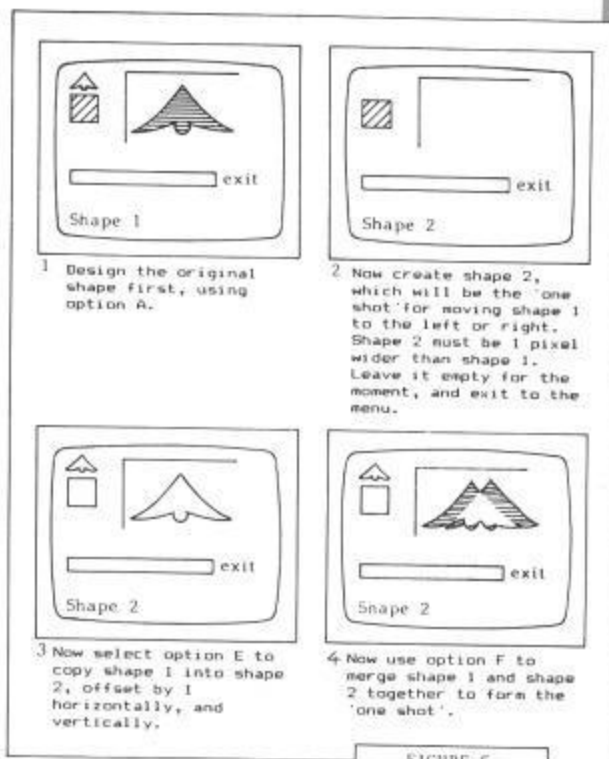 exit
Shape 1
1 Design the original
shape first, using
option A.
exit
Shape 2
2 Now create shape 2,
which will be the 'one
shot'for moving shape 1
to the left or right.
Shape 2 must be 1 pixel
wider than shape 1.
Leave it empty for the
moment, and exit to the
menu.
exit
Shape 2
3 Now select option E to
copy shape 1 into shape
2, offset by 1
horizontally, and
vertically.
exit
Shape 2
4 Now use option F to
merge shape 1 and shape
2 together to form the
'one shot'.